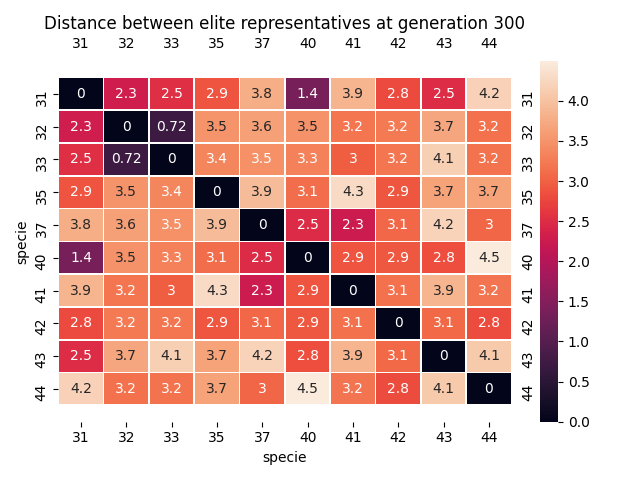 Distance between elite representatives at generation 300
31 32 33 35 37 40 41 42 43 44
31 0 2.3 2.5 2.9 3.8 1.4 3.9 2.8 2.5 4.2 31
32 2.3 0 0.72 3.5 3.6 3.5 3.2 3.2 3.7 3.2 32
33 2.5 0.72 0 3.4 3.5 3.3 3 3.2 4.1 3.2 33
35 2.9 3.5 3.4 0 3.9 3.1 4.3 2.9 3.7 3.7 35
37 3.8 3.6 3.5 3.9 0 2.5 2.3 3.1 4.2 3 37
40 1.4 3.5 3.3 3.1 2.5 0 2.9 2.9 2.8 4.5 40
41 3.9 3.2 3 4.3 2.3 2.9 0 3.1 3.9 3.2 41
42 2.8 3.2 3.2 2.9 3.1 2.9 3.1 0 3.1 2.8 42
43 2.5 3.7 4.1 3.7 4.2 2.8 3.9 3.1 0 4.1 43
44 4.2 3.2 3.2 3.7 3 4.5 3.2 2.8 4.1 0 44
31 32 33 35 37 40 41 42 43 44
specie
specie
4.0
3.5
3.0
2.5
2.0
1.5
1.0
0.5
0.0